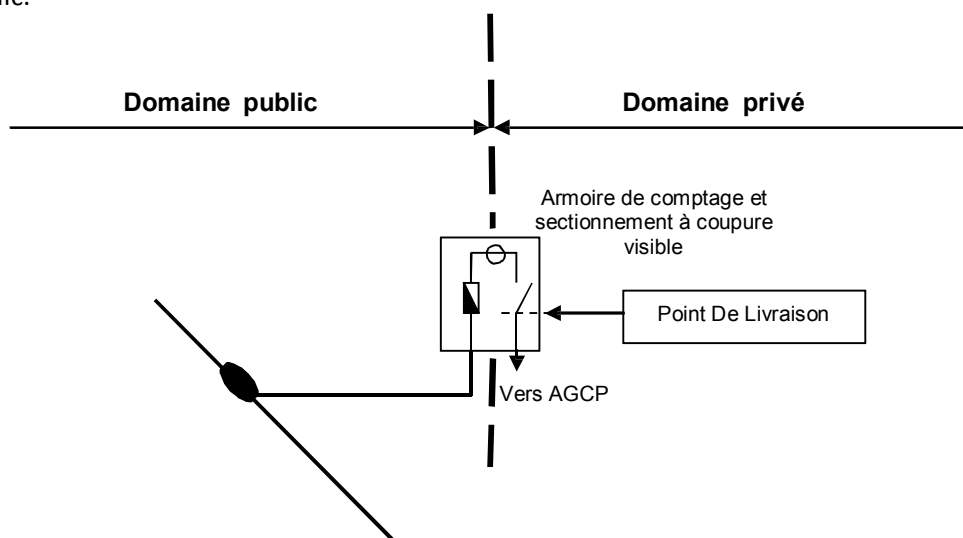 Domaine public
Domaine privé
Armoire de comptage et
sectionnement à coupure
visible
Point De Livraison
Vers AGCP